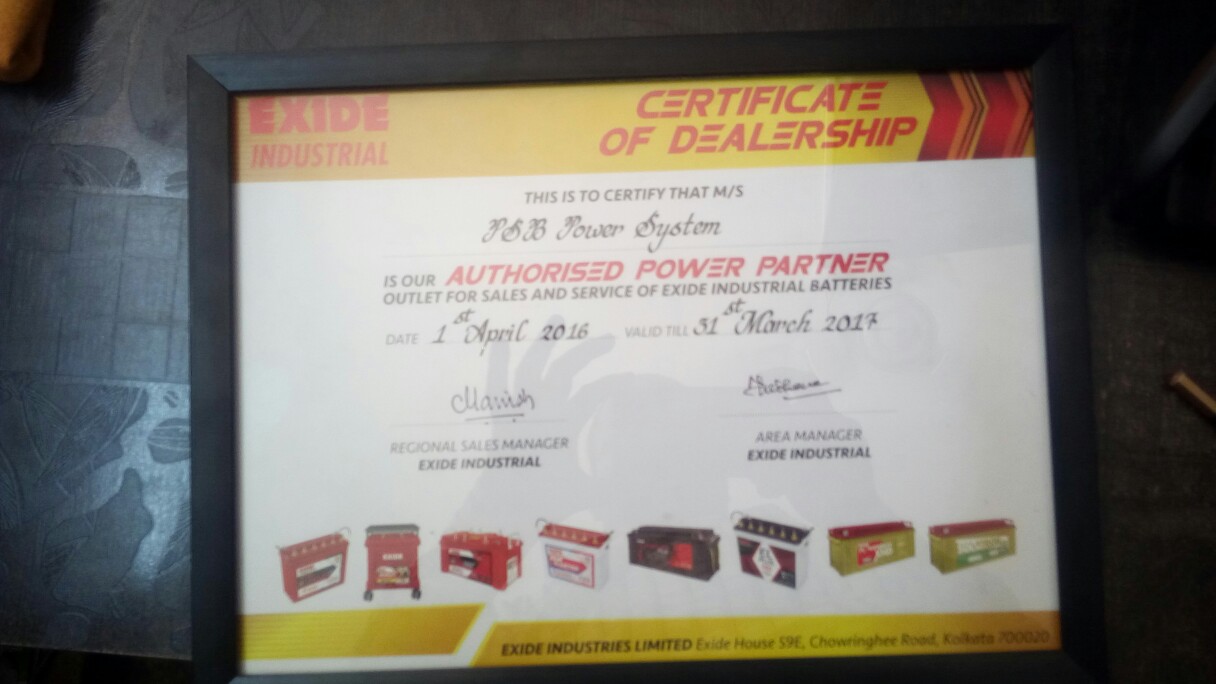 EXIDE
INDUSTRIAL
CERTIFICATE
OF DEALERSHIP
THIS IS TO CERTIFY THAT M/S
PSB Power System
IS OUR AUTHORISED POWER PARTNER
OUTLET FOR SALES AND SERVICE OF EXIDE INDUSTRIAL BATTERIES
DATE 1st April 2016 VALID TILL 31st March 2017
Manish
REGIONAL SALES MANAGER
EXIDE INDUSTRIAL
AREA MANAGER
EXIDE INDUSTRIAL
EXIDE
EXIDE INDUSTRIES LIMITED Exide House 59E, Chowringhee Road, Kolkata 700020